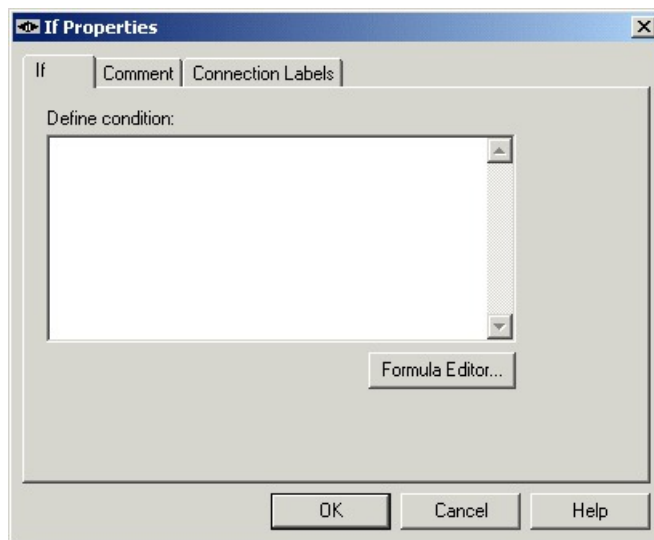 If Properties
If Comment Connection Labels
Define condition:
Formula Editor...
OK Cancel Help